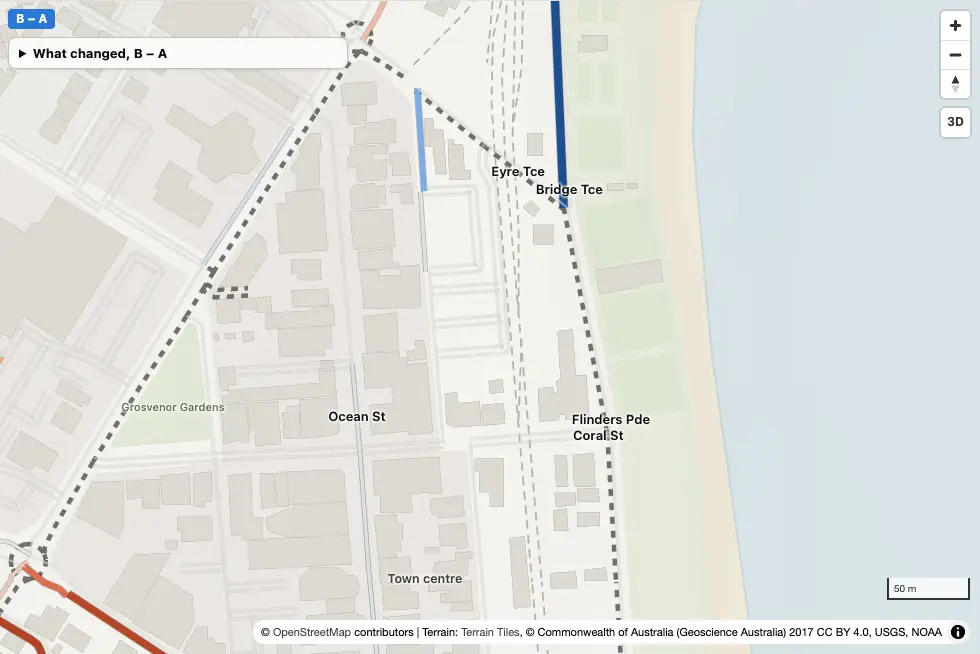 B – A
What changed, B – A
+
−
3D
Eyre Tce
Bridge Tce
Grosvenor Gardens
Ocean St
Flinders Pde
Coral St
Town centre
50 m
© OpenStreetMap contributors | Terrain: Terrain Tiles, © Commonwealth of Australia (Geoscience Australia) 2017 CC BY 4.0, USGS, NOAA